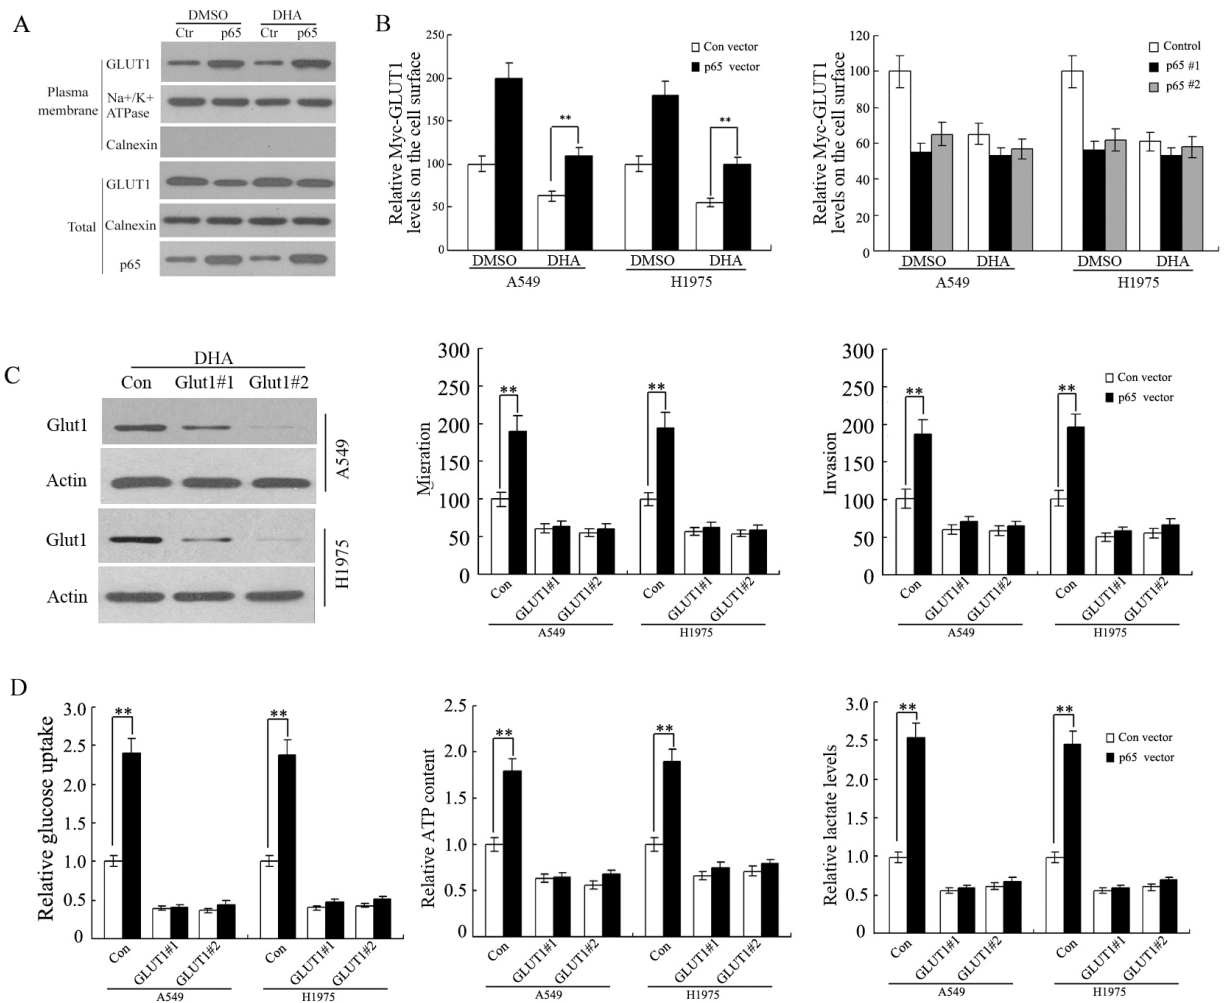 A
DMSO DHA
Ctr p65 Ctr p65
Plasma membrane
GLUT1
Na+/K+
ATPase
Calnexin
Total
GLUT1
Calnexin
p65
B
Relative Myc-GLUT1
levels on the cell surface
250
200
150
100
50
0
Con vector
p65 vector
**
**
DMSO DHA DMSO DHA
A549 H1975
Relative Myc-GLUT1
levels on the cell surface
120
100
80
60
40
20
0
Control
p65 #1
p65 #2
DMSO DHA DMSO DHA
A549 H1975
C
DHA
Con Glut1#1 Glut1#2
Glut1
Actin
A549
Glut1
Actin
H1975
Migration
300
250
200
150
100
50
0
**
**
Con GLUT1#1 GLUT1#2 Con GLUT1#1 GLUT1#2
A549 H1975
Invasion
300
250
200
150
100
50
0
**
**
Con vector
p65 vector
Con GLUT1#1 GLUT1#2 Con GLUT1#1 GLUT1#2
A549 H1975
D
Relative glucose uptake
3.0
2.5
2.0
1.5
1.0
0.5
0
**
**
Con GLUT1#1 GLUT1#2 Con GLUT1#1 GLUT1#2
A549 H1975
Relative ATP content
2.5
2.0
1.5
1.0
0.5
0
**
**
Con GLUT1#1 GLUT1#2 Con GLUT1#1 GLUT1#2
A549 H1975
Relative lactate levels
3.0
2.5
2.0
1.5
1.0
0.5
0
**
**
Con vector
p65 vector
Con GLUT1#1 GLUT1#2 Con GLUT1#1 GLUT1#2
A549 H1975